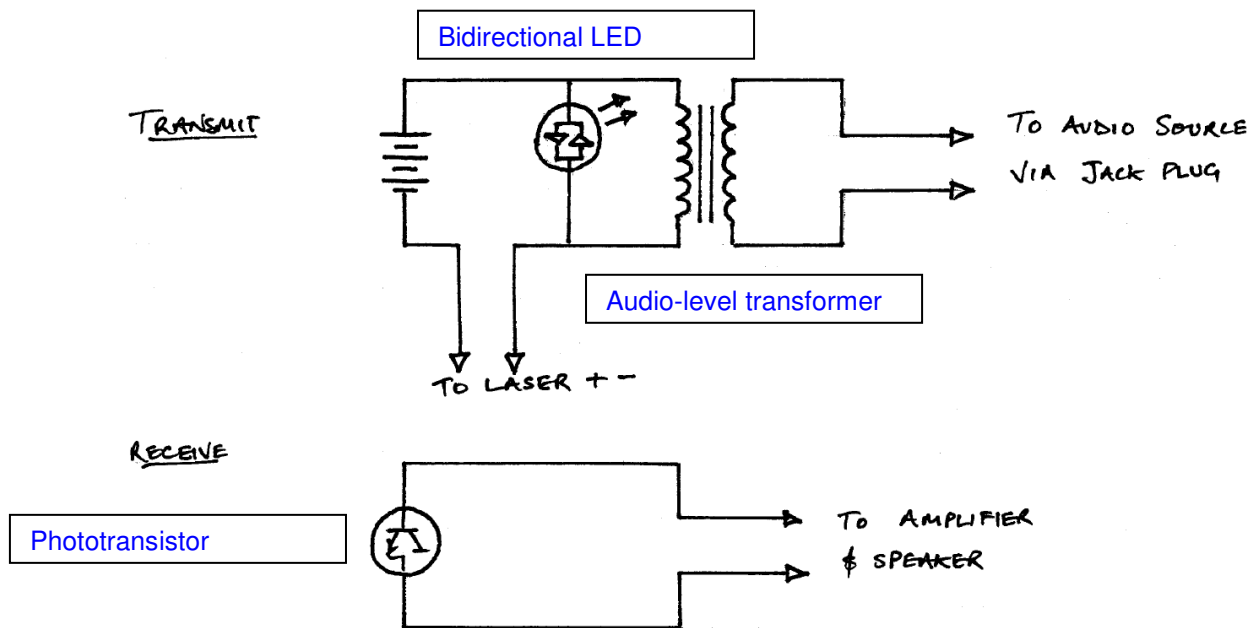 Bidirectional LED
TRANSMIT
TO AUDIO SOURCE
VIA JACK PLUG
Audio-level transformer
TO LASER + -
RECEIVE
Phototransistor
TO AMPLIFIER
& SPEAKER